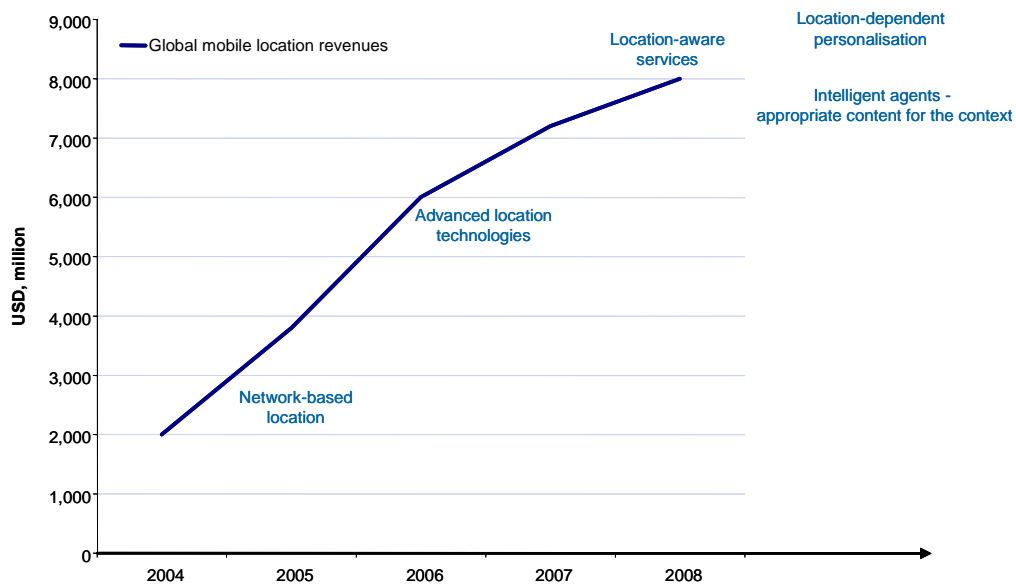 Location-dependent
personalisation
Global mobile location revenues
Location-aware
services
Intelligent agents -
appropriate content for the context
Advanced location
technologies
Network-based
location
USD, million
9,000
8,000
7,000
6,000
5,000
4,000
3,000
2,000
1,000
0
2004
2005
2006
2007
2008